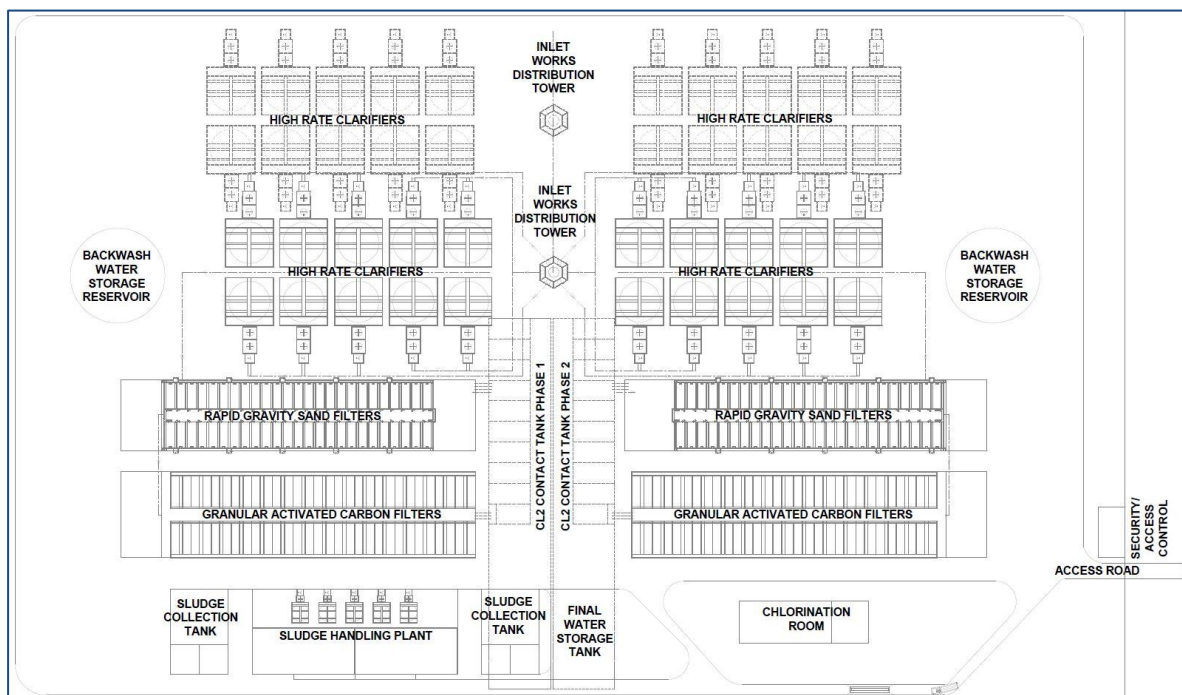 INLET
WORKS
DISTRIBUTION
TOWER
HIGH RATE CLARIFIERS
HIGH RATE CLARIFIERS
INLET
WORKS
DISTRIBUTION
TOWER
BACKWASH
WATER
STORAGE
RESERVOIR
HIGH RATE CLARIFIERS
HIGH RATE CLARIFIERS
BACKWASH
WATER
STORAGE
RESERVOIR
RAPID GRAVITY SAND FILTERS
CL2 CONTACT TANK PHASE 1
CL2 CONTACT TANK PHASE 2
RAPID GRAVITY SAND FILTERS
GRANULAR ACTIVATED CARBON FILTERS
GRANULAR ACTIVATED CARBON FILTERS
SECURITY/
ACCESS
CONTROL
ACCESS ROAD
SLUDGE
COLLECTION
TANK
SLUDGE HANDLING PLANT
SLUDGE
COLLECTION
TANK
FINAL
WATER
STORAGE
TANK
CHLORINATION
ROOM